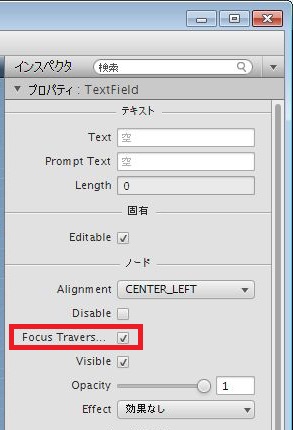 インスペクタ 検索
プロパティ : TextField
テキスト
Text 空
Prompt Text 空
Length 0
固有
Editable
ノード
Alignment CENTER_LEFT
Disable
Focus Travers...
Visible
Opacity 1
Effect 効果なし